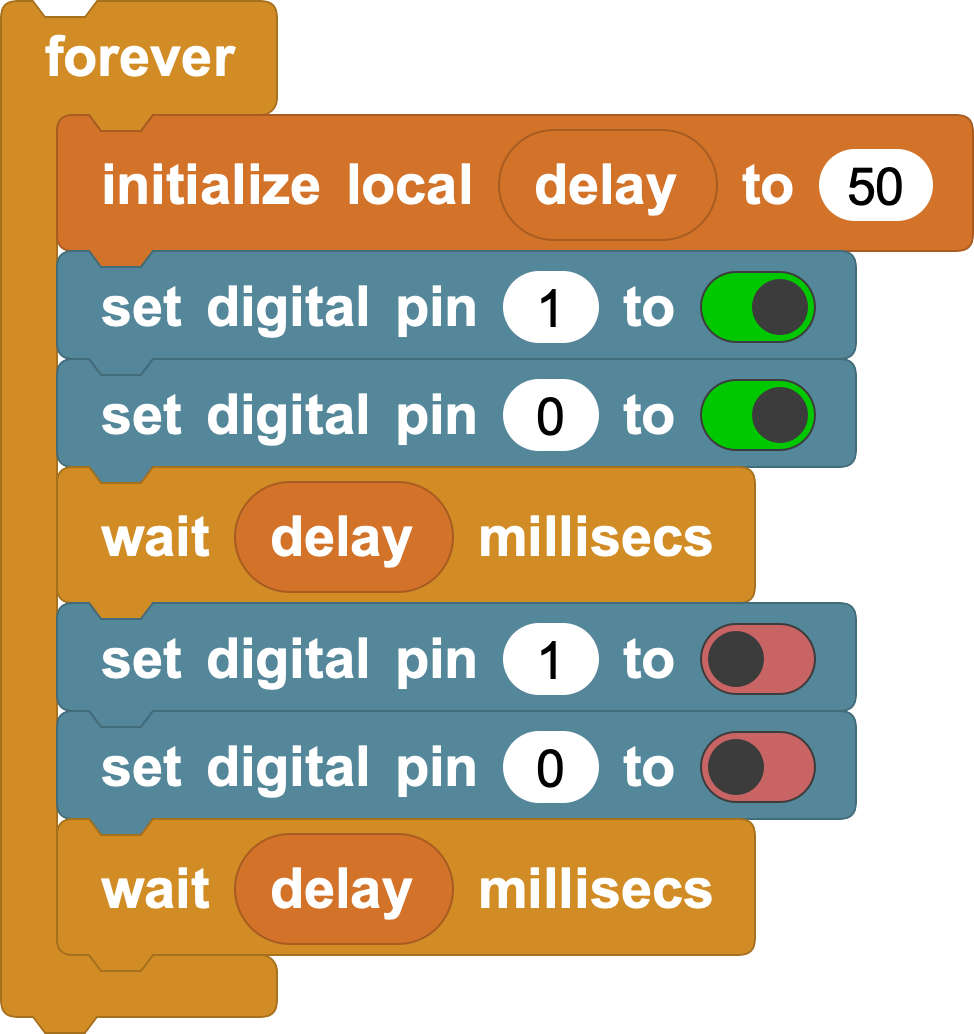 forever
initialize local delay to 50
set digital pin 1 to
set digital pin 0 to
wait delay millisecs
set digital pin 1 to
set digital pin 0 to
wait delay millisecs